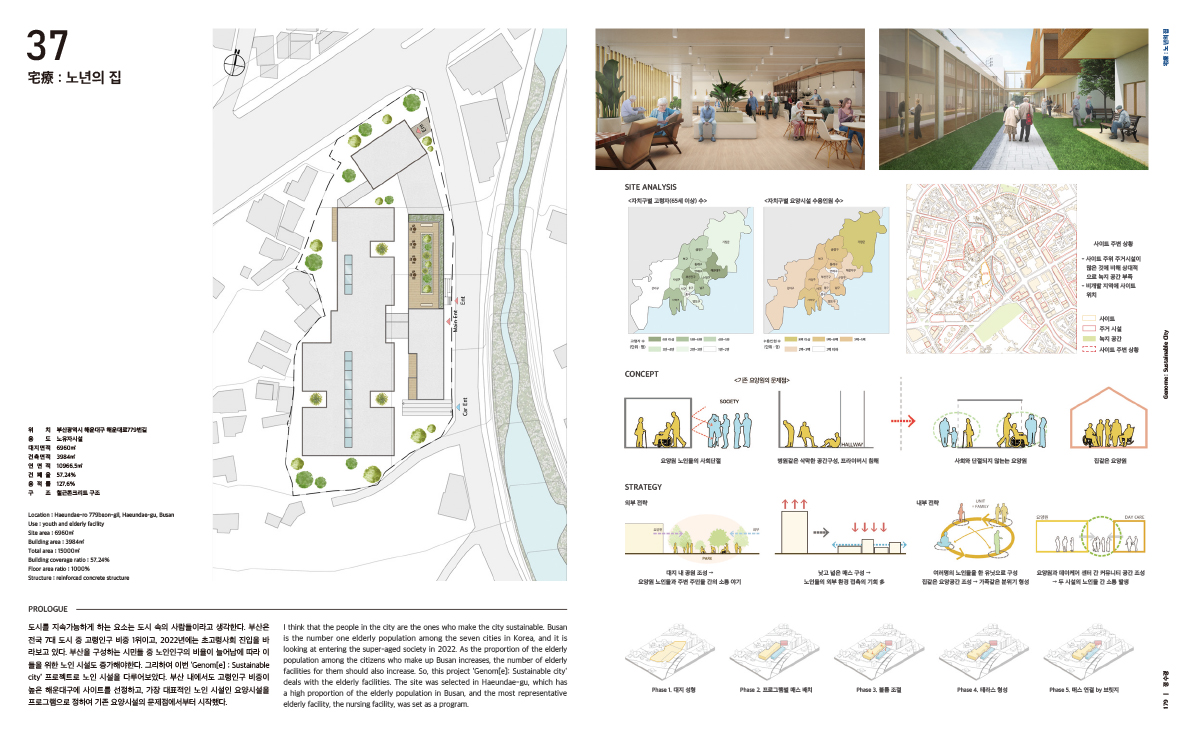 37
宅療 : 노년의 집
위 치 부산광역시 해운대구 해운대로779번길
용 도 노유자시설
대지면적 6960㎡
건축면적 3984㎡
연 면 적 10966.5㎡
건 폐 율 57.24%
용 적 률 127.6%
구 조 철근콘크리트 구조
Location : Haeundae-ro 779beon-gil, Haeundae-gu, Busan
Use : youth and elderly facility
Site area : 6960㎡
Building area : 3984㎡
Total area : 15000㎡
Building coverage ratio : 57.24%
Floor area ratio : 1000%
Structure : reinforced concrete structure
Ent
Main Ent
Car Ent
PROLOGUE
도시를 지속가능하게 하는 요소는 도시 속의 사람들이라고 생각한다. 부산은
전국 7대 도시 중 고령인구 비중 1위이고, 2022년에는 초고령사회 진입을 바
라보고 있다. 부산을 구성하는 시민들 중 노인인구의 비율이 늘어남에 따라 이
들을 위한 노인 시설도 증가해야한다. 그리하여 이번 'Genom[e] : Sustainable
city' 프로젝트로 노인 시설을 다루어보았다. 부산 내에서도 고령인구 비중이
높은 해운대구에 사이트를 선정하고, 가장 대표적인 노인 시설인 요양시설을
프로그램으로 정하여 기존 요양시설의 문제점에서부터 시작했다.
I think that the people in the city are the ones who make the city sustainable. Busan
is the number one elderly population among the seven cities in Korea, and it is
looking at entering the super-aged society in 2022. As the proportion of the elderly
population among the citizens who make up Busan increases, the number of elderly
facilities for them should also increase. So, this project 'Genom[e]: Sustainable city'
deals with the elderly facilities. The site was selected in Haeundae-gu, which has
a high proportion of the elderly population in Busan, and the most representative
elderly facility, the nursing facility, was set as a program.
SITE ANALYSIS
<자치구별 고령자(65세 이상) 수>
<자치구별 요양시설 수용인원 수>
사이트 주변 상황
- 사이트 주위 주거시설이
많은 것에 비해 상대적
으로 녹지 공간 부족
- 비개발 지역에 사이트
위치
사이트
주거 시설
녹지 공간
사이트 주변 상황
CONCEPT
<기존 요양원의 문제점>
SOCIETY
HALLWAY
요양원 노인들의 사회단절
병원같은 삭막한 공간구성, 프라이버시 침해
사회와 단절되지 않는는 요양원
집같은 요양원
STRATEGY
외부 전략
요양원
PARK
내부 전략
UNIT
FAMILY
요양원
DAY CARE
대지 내 공원 조성 →
요양원 노인들과 주변 주민들 간의 소통 야기
낮고 넓은 매스 구성 →
노인들의 외부 환경 접촉의 기회 多
여러명의 노인들을 한 유닛으로 구성
집같은 요양공간 조성 → 가족같은 분위기 형성
요양원과 데이케어 센터 간 커뮤니티 공간 조성
→ 두 시설의 노인들 간 소통 발생
Phase 1. 대지 성형
Phase 2. 프로그램별 매스 배치
Phase 3. 볼륨 조절
Phase 4. 테라스 형성
Phase 5. 매스 연결 by 브릿지
宅療 : 노년의 집
Genome : Sustainable City
179